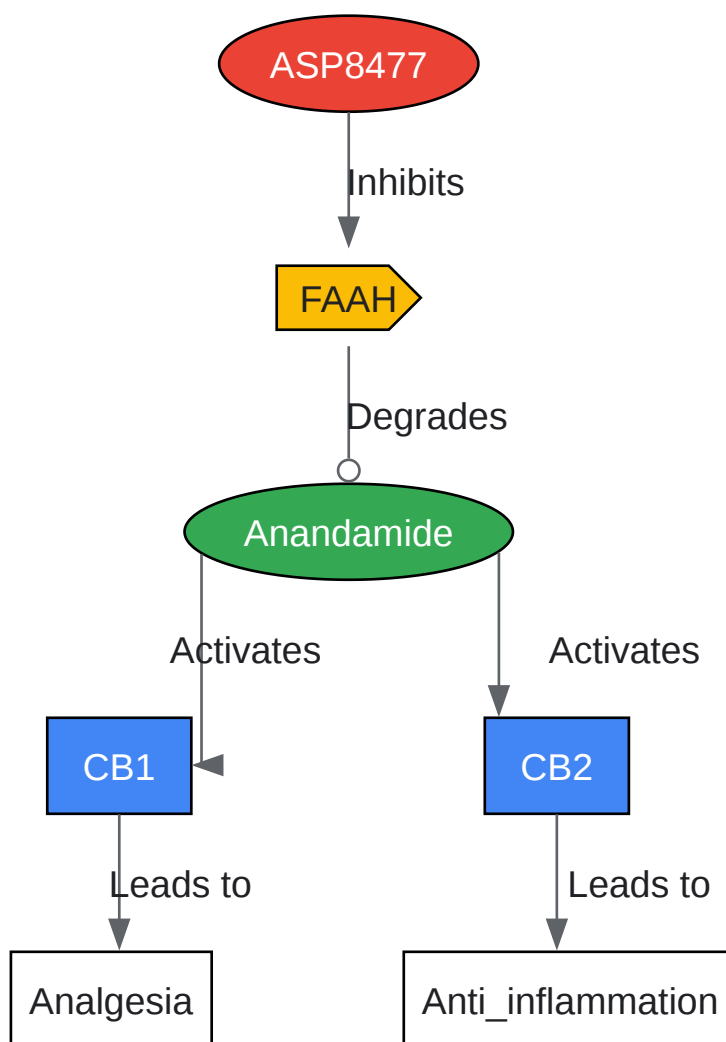 ASP8477
Inhibits
FAAH
Degrades
Anandamide
Activates
Activates
CB1
CB2
Leads to
Leads to
Analgesia
Anti_inflammation